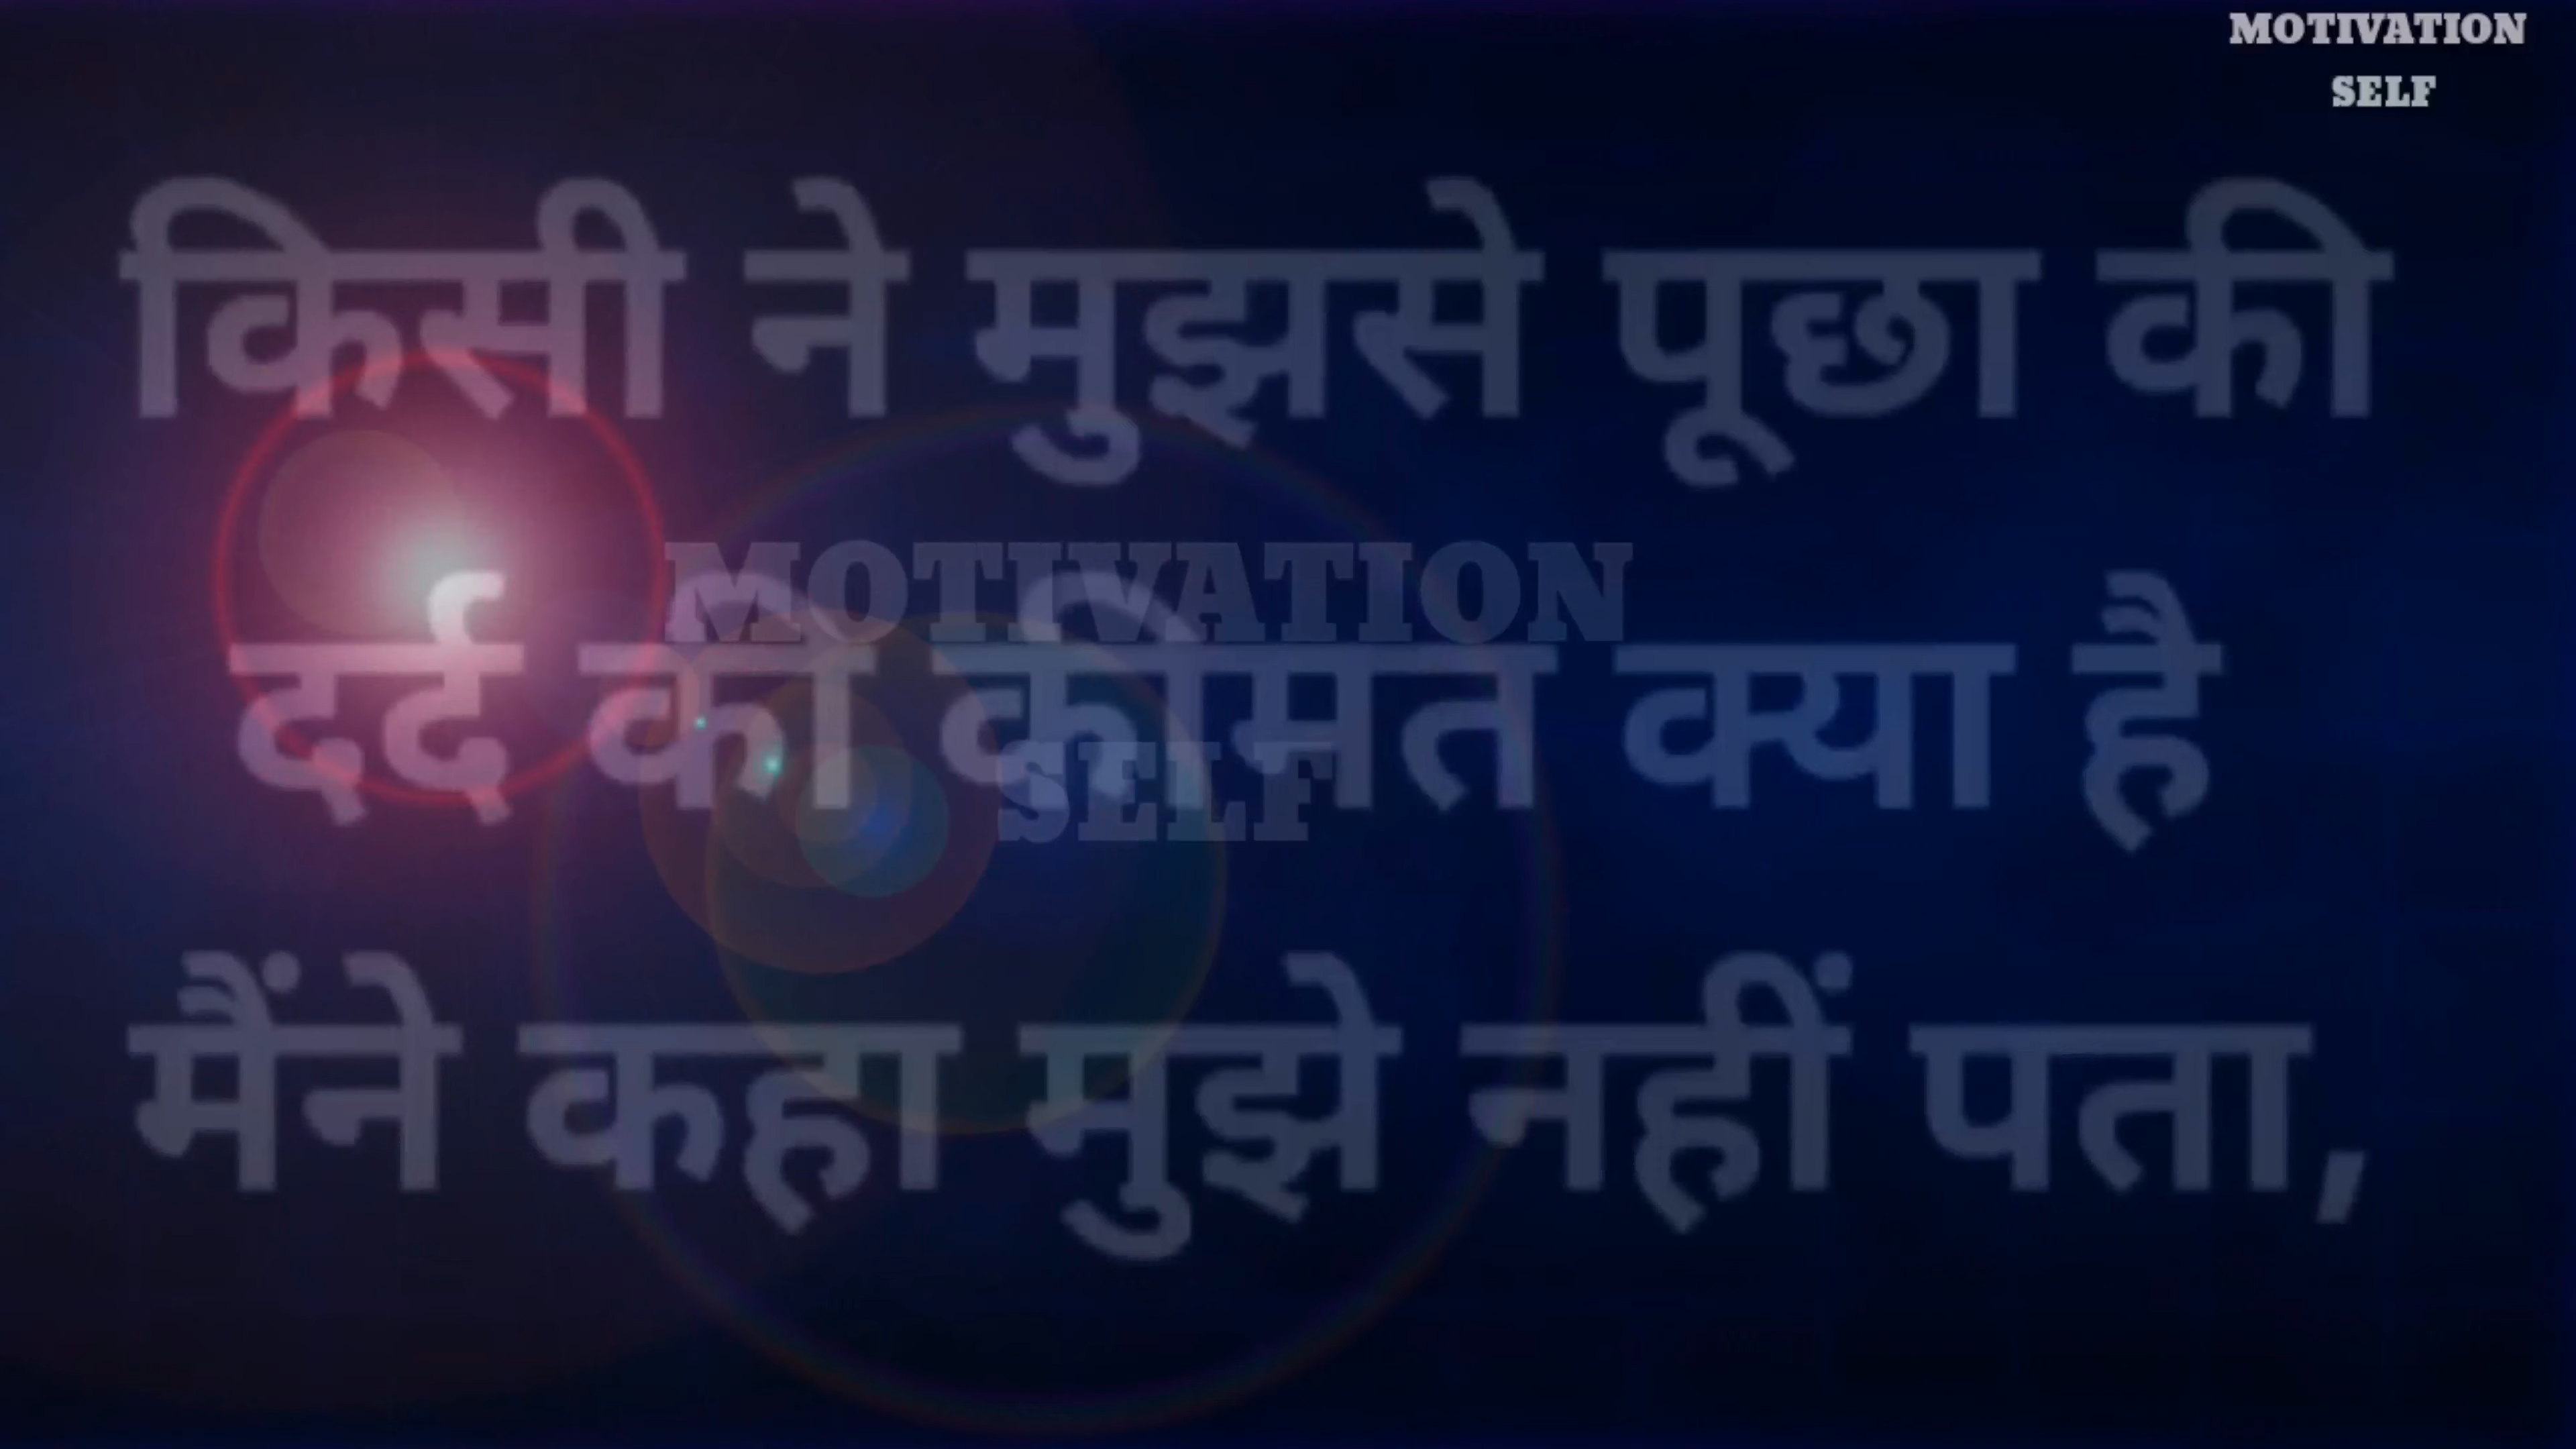 MOTIVATION
SELF
किसी ने मुझसे पूछा की
दर्द की कीमत क्या है
MOTIVATION
SELF
मैंने कहा मुझे नहीं पता,